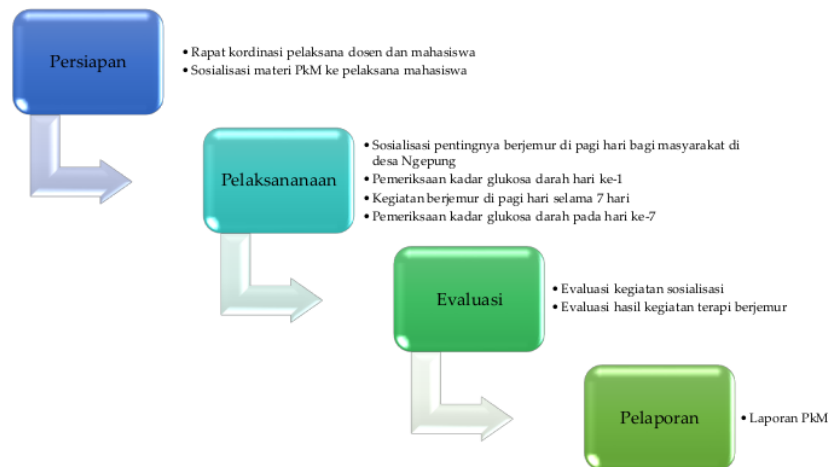 Persiapan
• Rapat kordinasi pelaksana dosen dan mahasiswa
• Sosialisasi materi PkM ke pelaksana mahasiswa
Pelaksananaan
• Sosialisasi pentingnya berjemur di pagi hari bagi masyarakat di
desa Ngepung
• Pemeriksaan kadar glukosa darah hari ke-1
• Kegiatan berjemur di pagi hari selama 7 hari
• Pemeriksaan kadar glukosa darah pada hari ke-7
Evaluasi
• Evaluasi kegiatan sosialisasi
• Evaluasi hasil kegiatan terapi berjemur
Pelaporan
• Laporan PkM